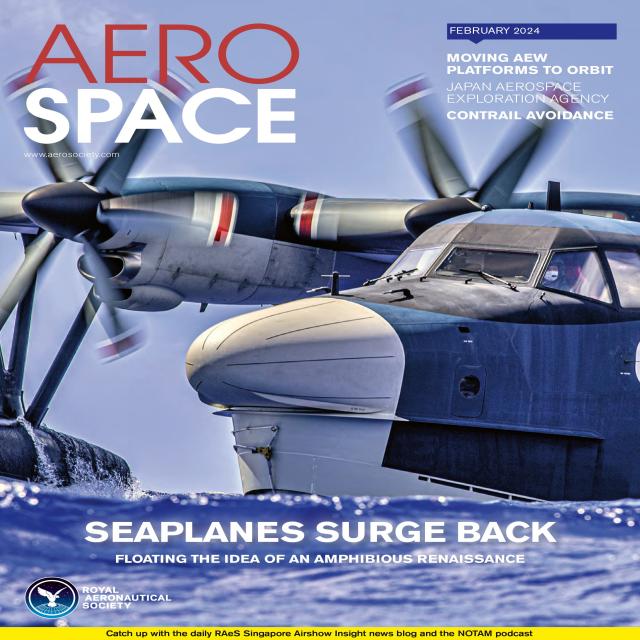 AERO
SPACE
www.aerosociety.com
FEBRUARY 2024
MOVING AEW
PLATFORMS TO ORBIT
JAPAN AEROSPACE
EXPLORATION AGENCY
CONTRAIL AVOIDANCE
SEAPLANES SURGE BACK
FLOATING THE IDEA OF AN AMPHIBIOUS RENAISSANCE
ROYAL
AERONAUTICAL
SOCIETY
Catch up with the daily RAeS Singapore Airshow Insight news blog and the NOTAM podcast